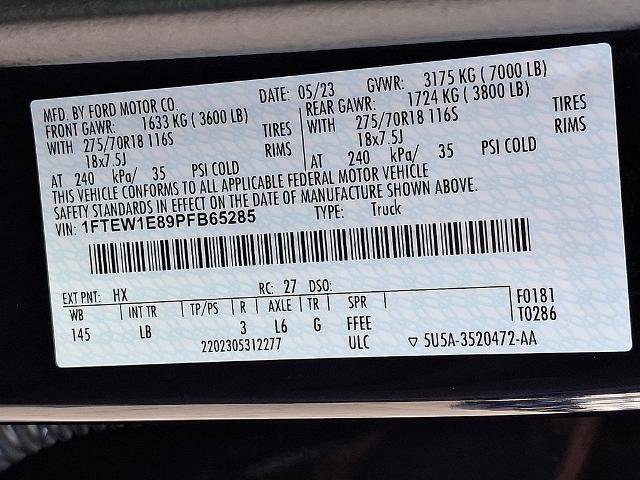 MFD. BY FORD MOTOR CO. DATE: 05/23 GVWR: 3175 KG ( 7000 LB)
FRONT GAWR: 1633 KG ( 3600 LB) REAR GAWR: 1724 KG ( 3800 LB)
WITH 275/70R18 116S TIRES WITH 275/70R18 116S TIRES
18x7.5J RIMS 18x7.5J RIMS
AT 240 kPa/ 35 PSI COLD AT 240 kPa/ 35 PSI COLD
THIS VEHICLE CONFORMS TO ALL APPLICABLE FEDERAL MOTOR VEHICLE
SAFETY STANDARDS IN EFFECT ON THE DATE OF MANUFACTURE SHOWN ABOVE.
VIN: 1FTEW1E89PFB65285 TYPE: Truck
EXT PNT: HX RC: 27 DSO:
WB INT TR TP/PS R AXLE TR SPR F0181
145 LB 3 L6 G FFEE T0286
2202305312277 ULC ▽ 5U5A-3520472-AA